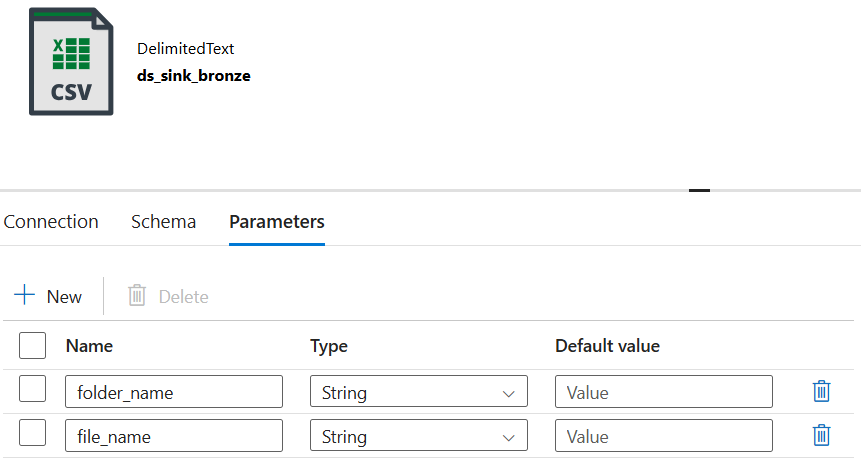 DelimitedText
X
CSV
ds_sink_bronze
Connection Schema Parameters
New Delete
Name Type Default value
folder_name String Value
file_name String Value